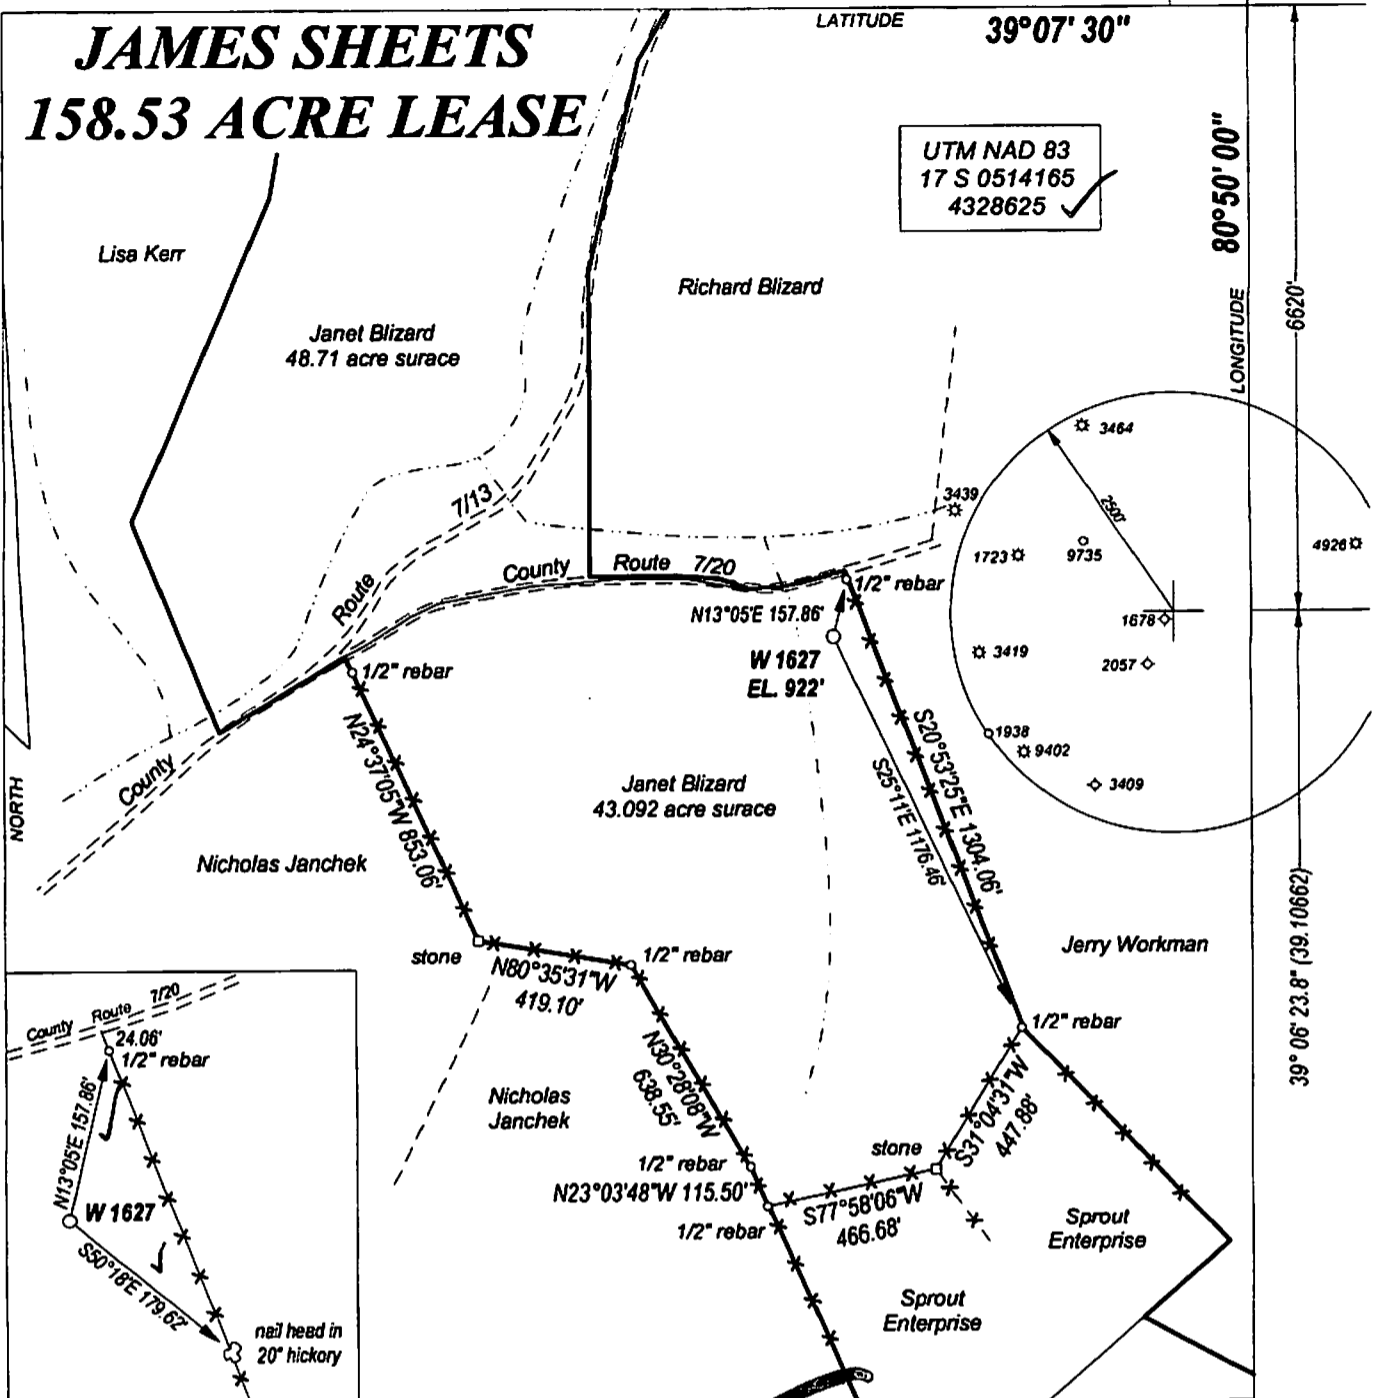 JAMES SHEETS
158.53 ACRE LEASE
LATITUDE 39°07' 30"
UTM NAD 83
17 S 0514165
4328625
80°50' 00"
LONGITUDE
6620'
Lisa Kerr
Janet Blizard
48.71 acre surace
Richard Blizard
3464
2500'
3439
1723
9735
4926
1678
3419
2057
1938
9402
3409
7/13
Route
County
County Route 7/20
1/2" rebar
N13°05'E 157.86'
W 1627
EL. 922'
1/2" rebar
N24°37'05"W 853.06'
S20°53'25"E 1304.06'
S25°11'E 1176.46'
Janet Blizard
43.092 acre surace
NORTH
Nicholas Janchek
39° 06' 23.8" (39.10662)
Jerry Workman
stone
1/2" rebar
N80°35'31"W
419.10'
1/2" rebar
N30°28'08"W
638.55'
Nicholas
Janchek
S31°04'31"W
447.88'
stone
1/2" rebar
N23°03'48"W 115.50'
1/2" rebar
S77°58'06"W
466.68'
Sprout
Enterprise
Sprout
Enterprise
County Route 7/20
24.06'
1/2" rebar
N13°05'E 157.86'
W 1627
S50°18'E 179.62'
nail head in
20" hickory